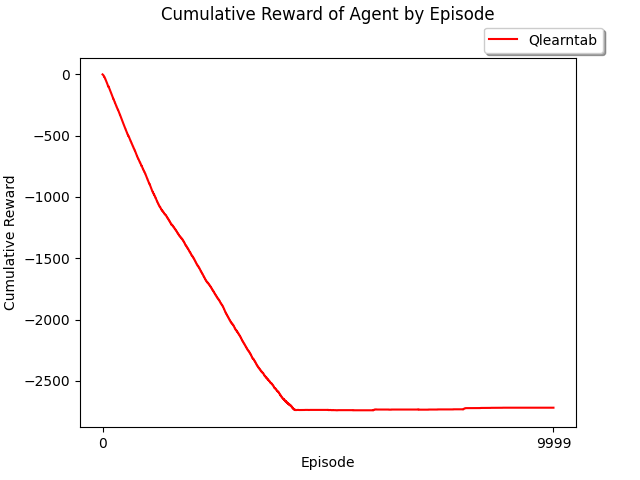 Cumulative Reward of Agent by Episode
Qlearntab
0
−500
−1000
−1500
−2000
−2500
Cumulative Reward
0
9999
Episode